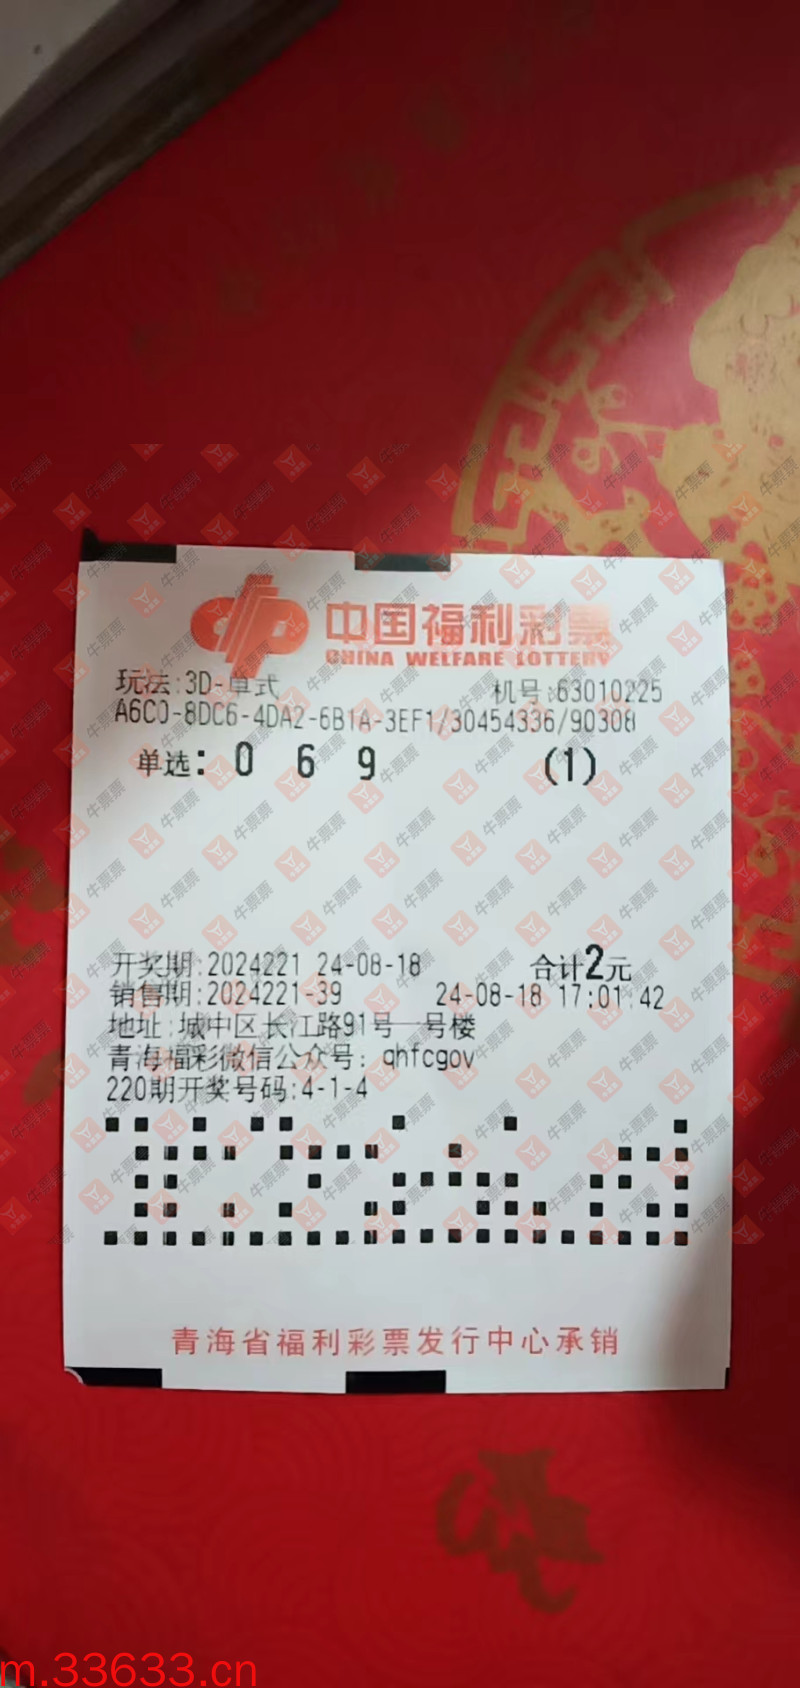 中国福利彩票
CHINA WELFARE LOTTERY
玩法:3D-单式 机号:63010225
A6C0-8DC6-4DA2-6B1A-3EF1/30454336/90308
单选: 0 6 9 (1)
开奖期:2024221 24-08-18 合计2元
销售期:2024221-39 24-08-18 17:01:42
地址:城中区长江路91号一号楼
青海福彩微信公众号: qhfcgov
220期开奖号码:4-1-4
青海省福利彩票发行中心承销
牛票票
m.33633.cn